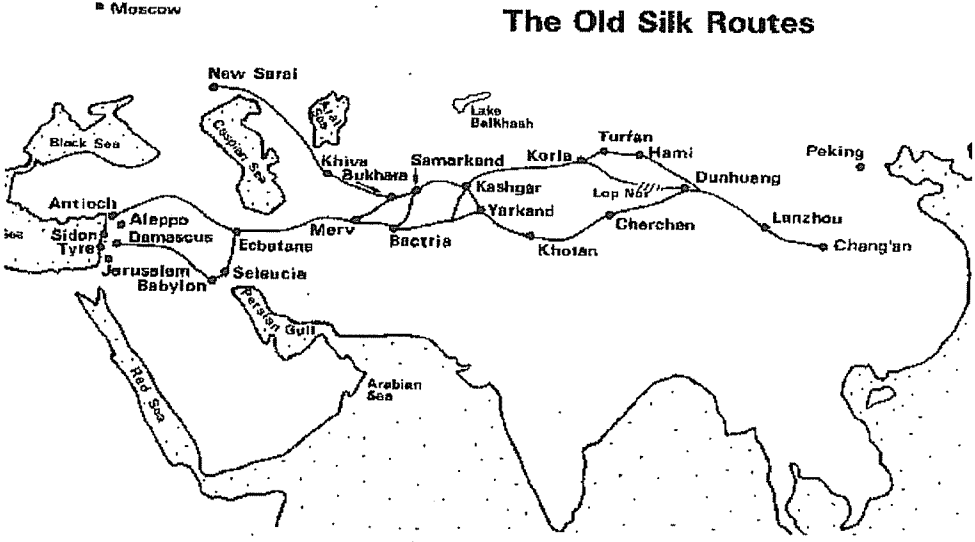 Moscow
The Old Silk Routes
New Sarai
Aral
Sea
Lake
Balkhash
Caspian Sea
Black Sea
Turfan
Hami
Peking
Korla
Khiva
Bukhara
Samarkand
Kashgar
Lop Nor
Dunhuang
Antioch
Aleppo
Yarkand
Cherchen
Lanzhou
Sea
Sidon
Damascus
Tyre
Ecbatana
Merv
Bactria
Khotan
Chang'an
Jerusalem
Babylon
Seleucia
Persian Gulf
Red Sea
Arabian
Sea